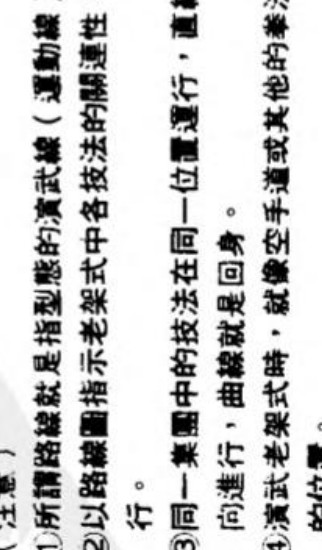 注意）
①所謂路線就是指型態的演武線（運動線
②以路線圖指示老架式中各技法的關連性
行。
③同一集團中的技法在同一位置運行，直
向進行，曲線就是回身。
④演武老架式時，就像空手道或其他的拳
的位置。